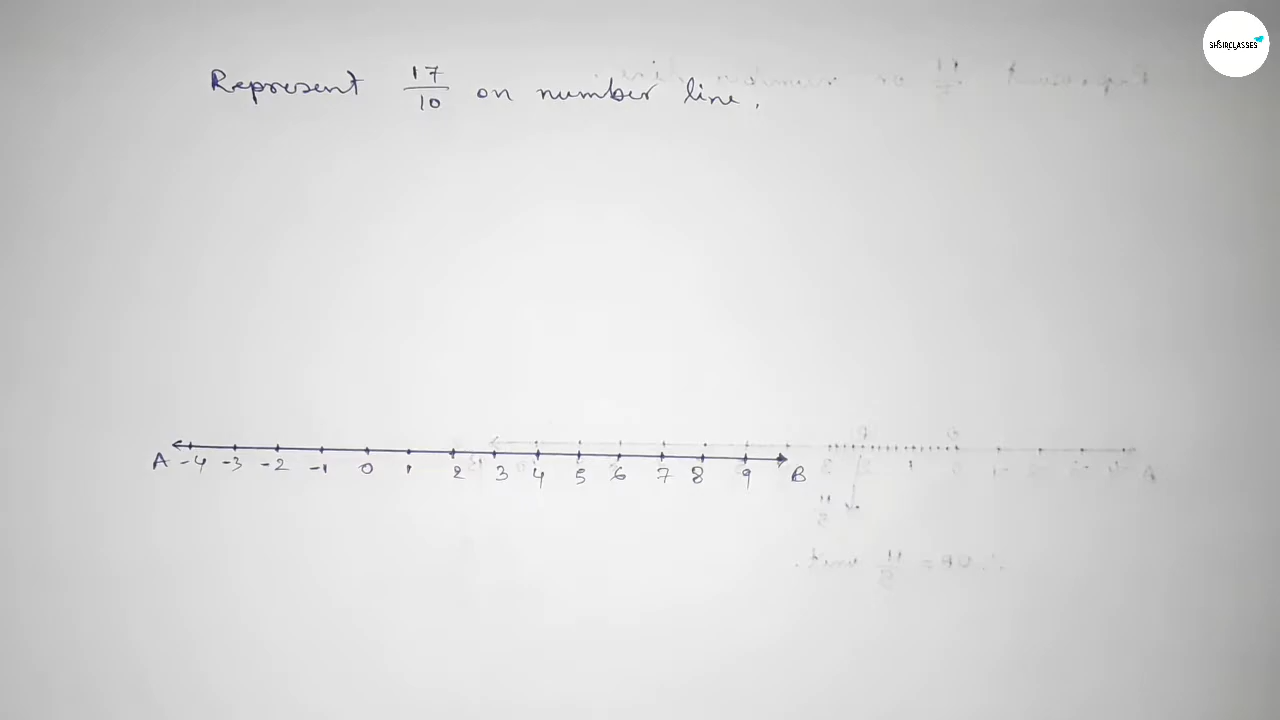 SHSIRCLASSES
Represent 17/10 on number line.
A -4 -3 -2 -1 0 1 2 3 4 5 6 7 8 9 B